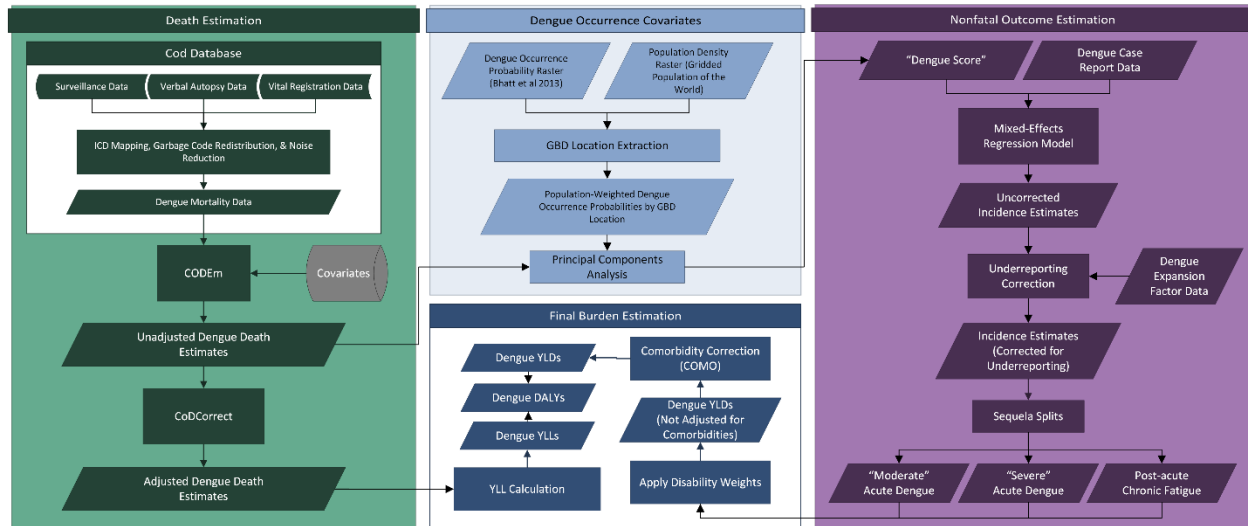 Death Estimation
Cod Database
Surveillance Data
Verbal Autopsy Data
Vital Registration Data
ICD Mapping, Garbage Code Redistribution, & Noise
Reduction
Dengue Mortality Data
CODEm
Covariates
Unadjusted Dengue Death
Estimates
CoDCorrect
Adjusted Dengue Death
Estimates
Dengue Occurrence Covariates
Dengue Occurrence
Probability Raster
(Bhatt et al 2013)
Population Density
Raster (Gridded
Population of the
World)
GBD Location Extraction
Population-Weighted Dengue
Occurrence Probabilities by GBD
Location
Principal Components
Analysis
Final Burden Estimation
Dengue YLDs
Dengue DALYs
Dengue YLLs
YLL Calculation
Comorbidity Correction
(COMO)
Dengue YLDs
(Not Adjusted for
Comorbidities)
Apply Disability Weights
Nonfatal Outcome Estimation
“Dengue Score”
Dengue Case
Report Data
Mixed-Effects
Regression Model
Uncorrected
Incidence Estimates
Underreporting
Correction
Dengue
Expansion
Factor Data
Incidence Estimates
(Corrected for
Underreporting)
Sequela Splits
“Moderate”
Acute Dengue
“Severe”
Acute Dengue
Post-acute
Chronic Fatigue